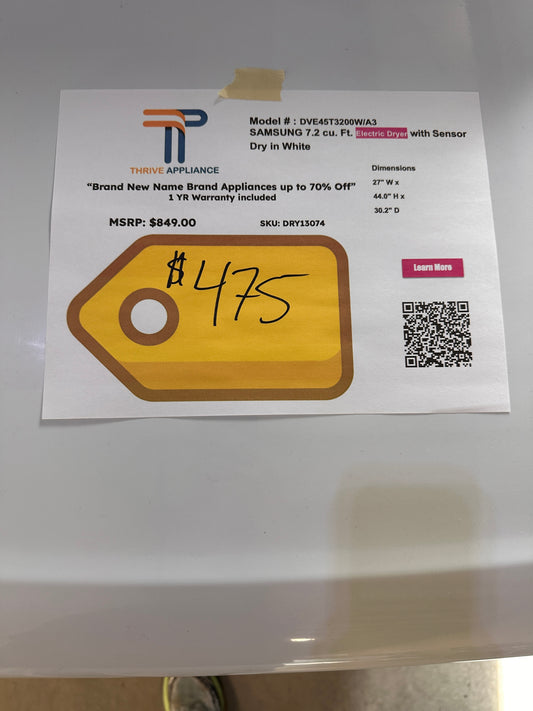 Model # : DVE45T3200W/A3
SAMSUNG 7.2 cu. Ft. Electric Dryer with Sensor
Dry in White
THRIVE APPLIANCE
"Brand New Name Brand Appliances up to 70% Off"
1 YR Warranty included
MSRP: $849.00
SKU: DRY13074
Dimensions
27" W x
44.0" H x
30.2" D
Learn More
$475